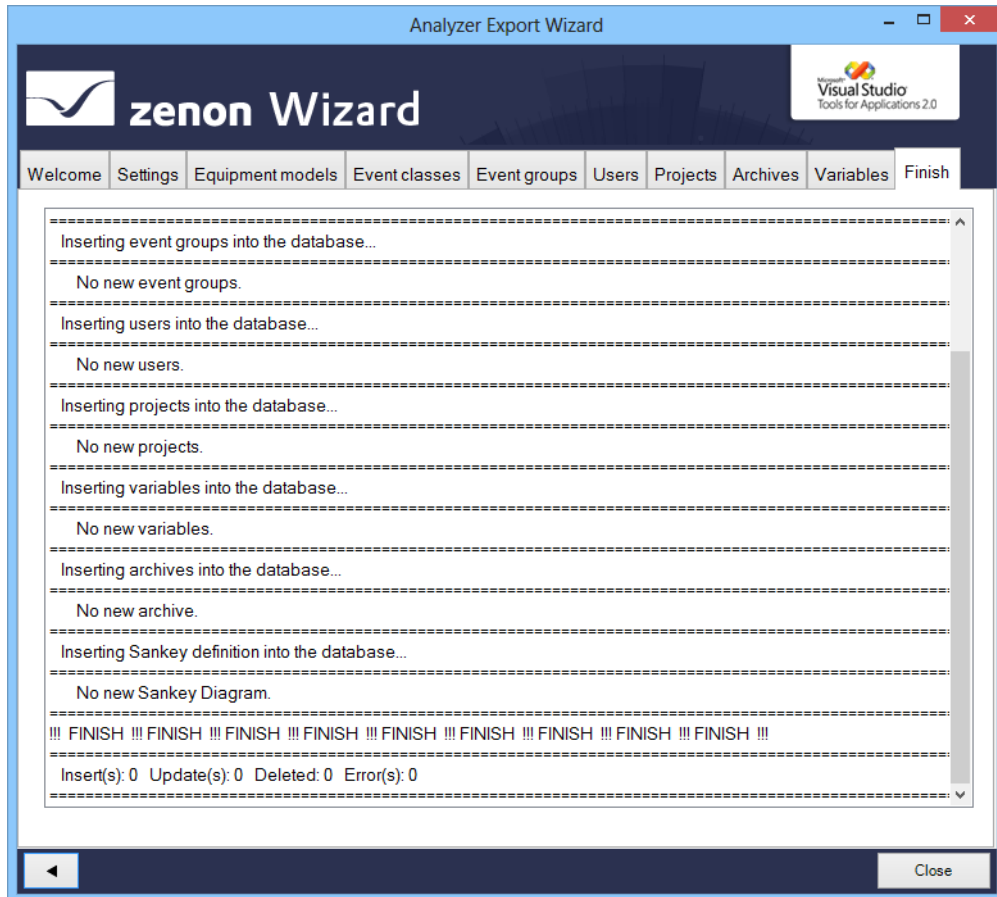 Analyzer Export Wizard
zenon Wizard
Microsoft
Visual Studio
Tools for Applications 2.0
Welcome Settings Equipment models Event classes Event groups Users Projects Archives Variables Finish
==========================================================================================
Inserting event groups into the database...
==========================================================================================
No new event groups.
==========================================================================================
Inserting users into the database...
==========================================================================================
No new users.
==========================================================================================
Inserting projects into the database...
==========================================================================================
No new projects.
==========================================================================================
Inserting variables into the database...
==========================================================================================
No new variables.
==========================================================================================
Inserting archives into the database...
==========================================================================================
No new archive.
==========================================================================================
Inserting Sankey definition into the database...
==========================================================================================
No new Sankey Diagram.
==========================================================================================
!!! FINISH !!! FINISH !!! FINISH !!! FINISH !!! FINISH !!! FINISH !!! FINISH !!! FINISH !!! FINISH !!!
==========================================================================================
Insert(s): 0 Update(s): 0 Deleted: 0 Error(s): 0
==========================================================================================
Close